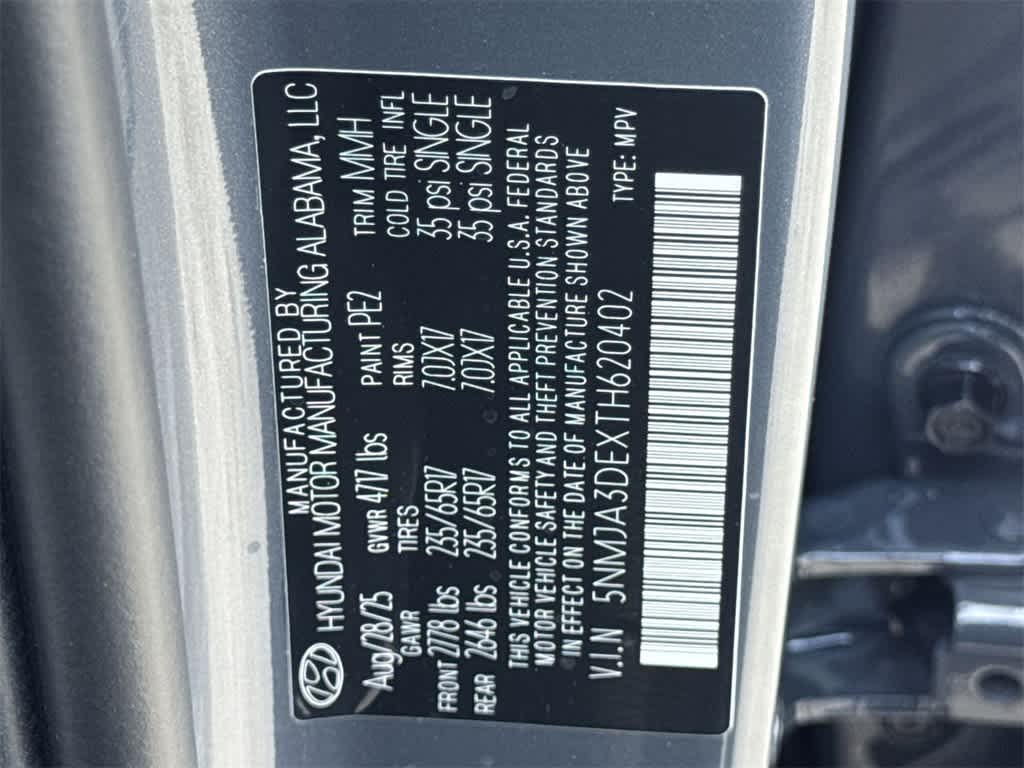 MANUFACTURED BY
HYUNDAI MOTOR MANUFACTURING ALABAMA, LLC
Aug/28/25 GVWR 4717 lbs PAINT PE2 TRIM MMH
GAWR TIRES RIMS COLD TIRE INFL
FRONT 2778 lbs 235/65R17 7.0JX17 35 psi SINGLE
REAR 2646 lbs 235/65R17 7.0JX17 35 psi SINGLE
THIS VEHICLE CONFORMS TO ALL APPLICABLE U.S.A. FEDERAL
MOTOR VEHICLE SAFETY AND THEFT PREVENTION STANDARDS
IN EFFECT ON THE DATE OF MANUFACTURE SHOWN ABOVE
V.I.N 5NMJA3DEXTH620402 TYPE: MPV